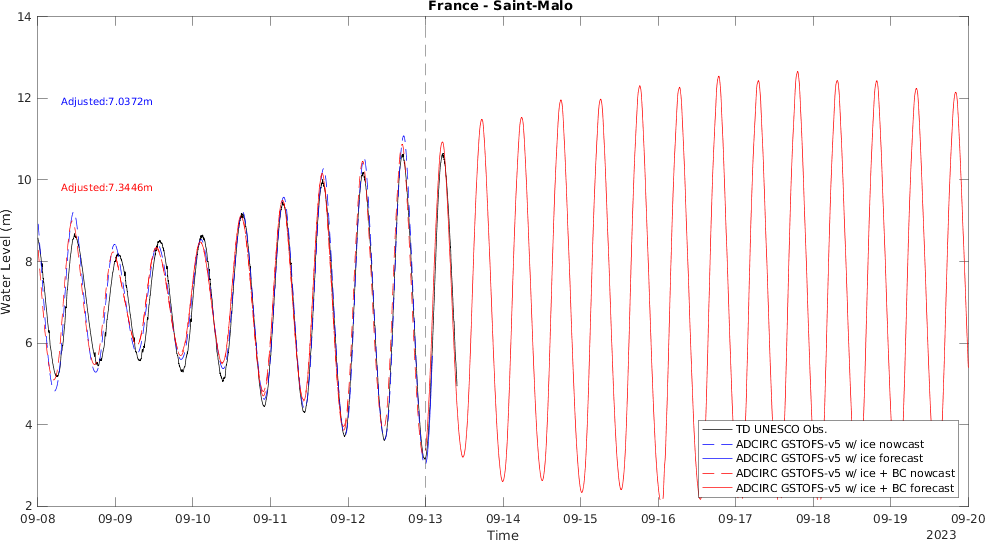 France - Saint-Malo
14
12
10
8
6
4
2
Water Level (m)
Adjusted:7.0372m
Adjusted:7.3446m
TD UNESCO Obs.
ADCIRC GSTOFS-v5 w/ ice nowcast
ADCIRC GSTOFS-v5 w/ ice forecast
ADCIRC GSTOFS-v5 w/ ice + BC nowcast
ADCIRC GSTOFS-v5 w/ ice + BC forecast
09-08 09-09 09-10 09-11 09-12 09-13 09-14 09-15 09-16 09-17 09-18 09-19 09-20
Time
2023